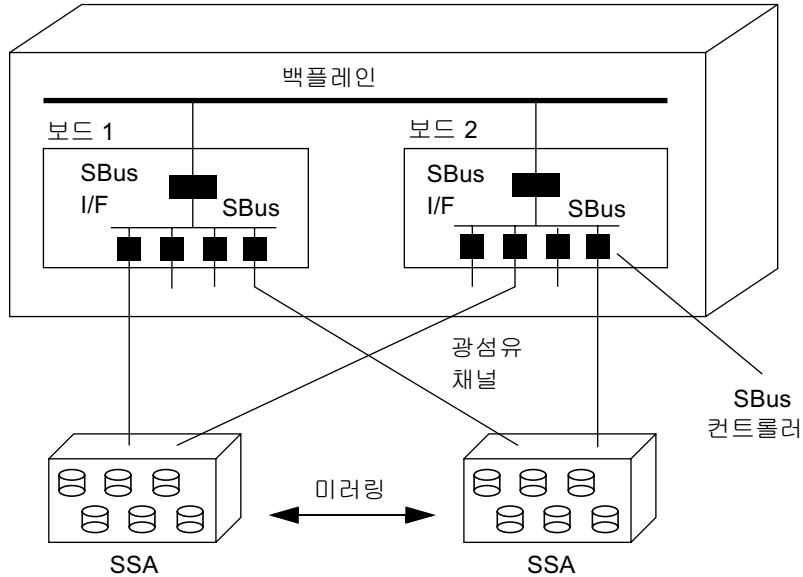 백플레인
보드 1
보드 2
SBus
I/F
SBus
SBus
I/F
SBus
광섬유
채널
SBus
컨트롤러
미러링
SSA
SSA